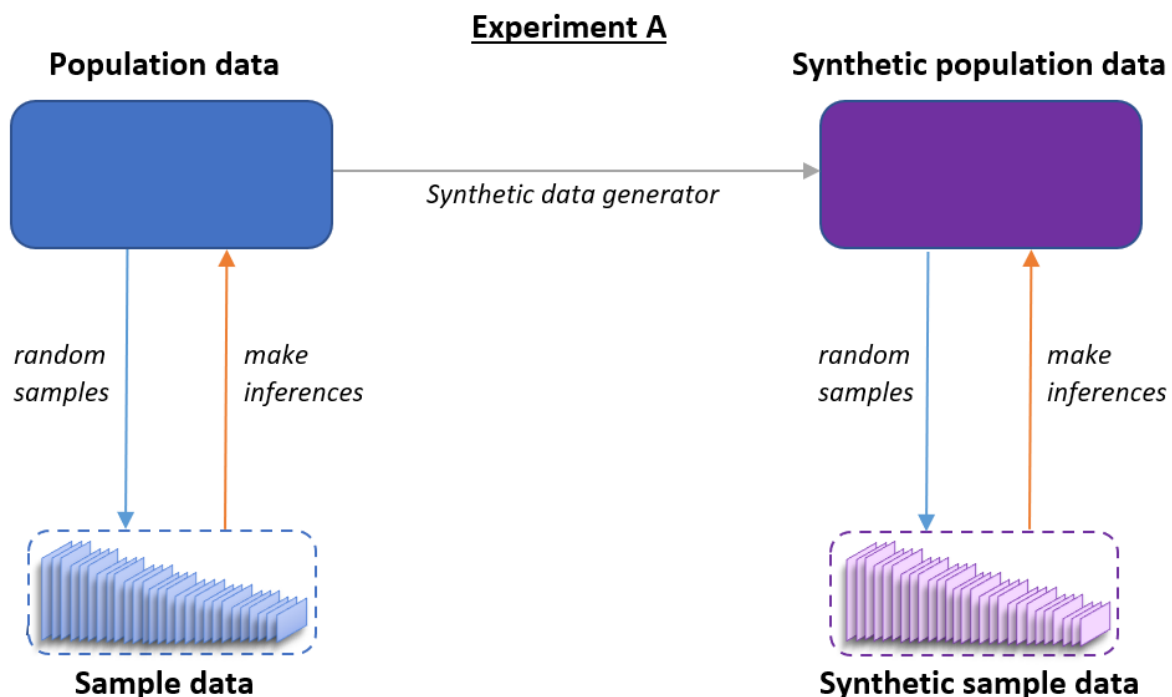 Experiment A
Population data
Synthetic population data
Synthetic data generator
random
samples
make
inferences
random
samples
make
inferences
Sample data
Synthetic sample data